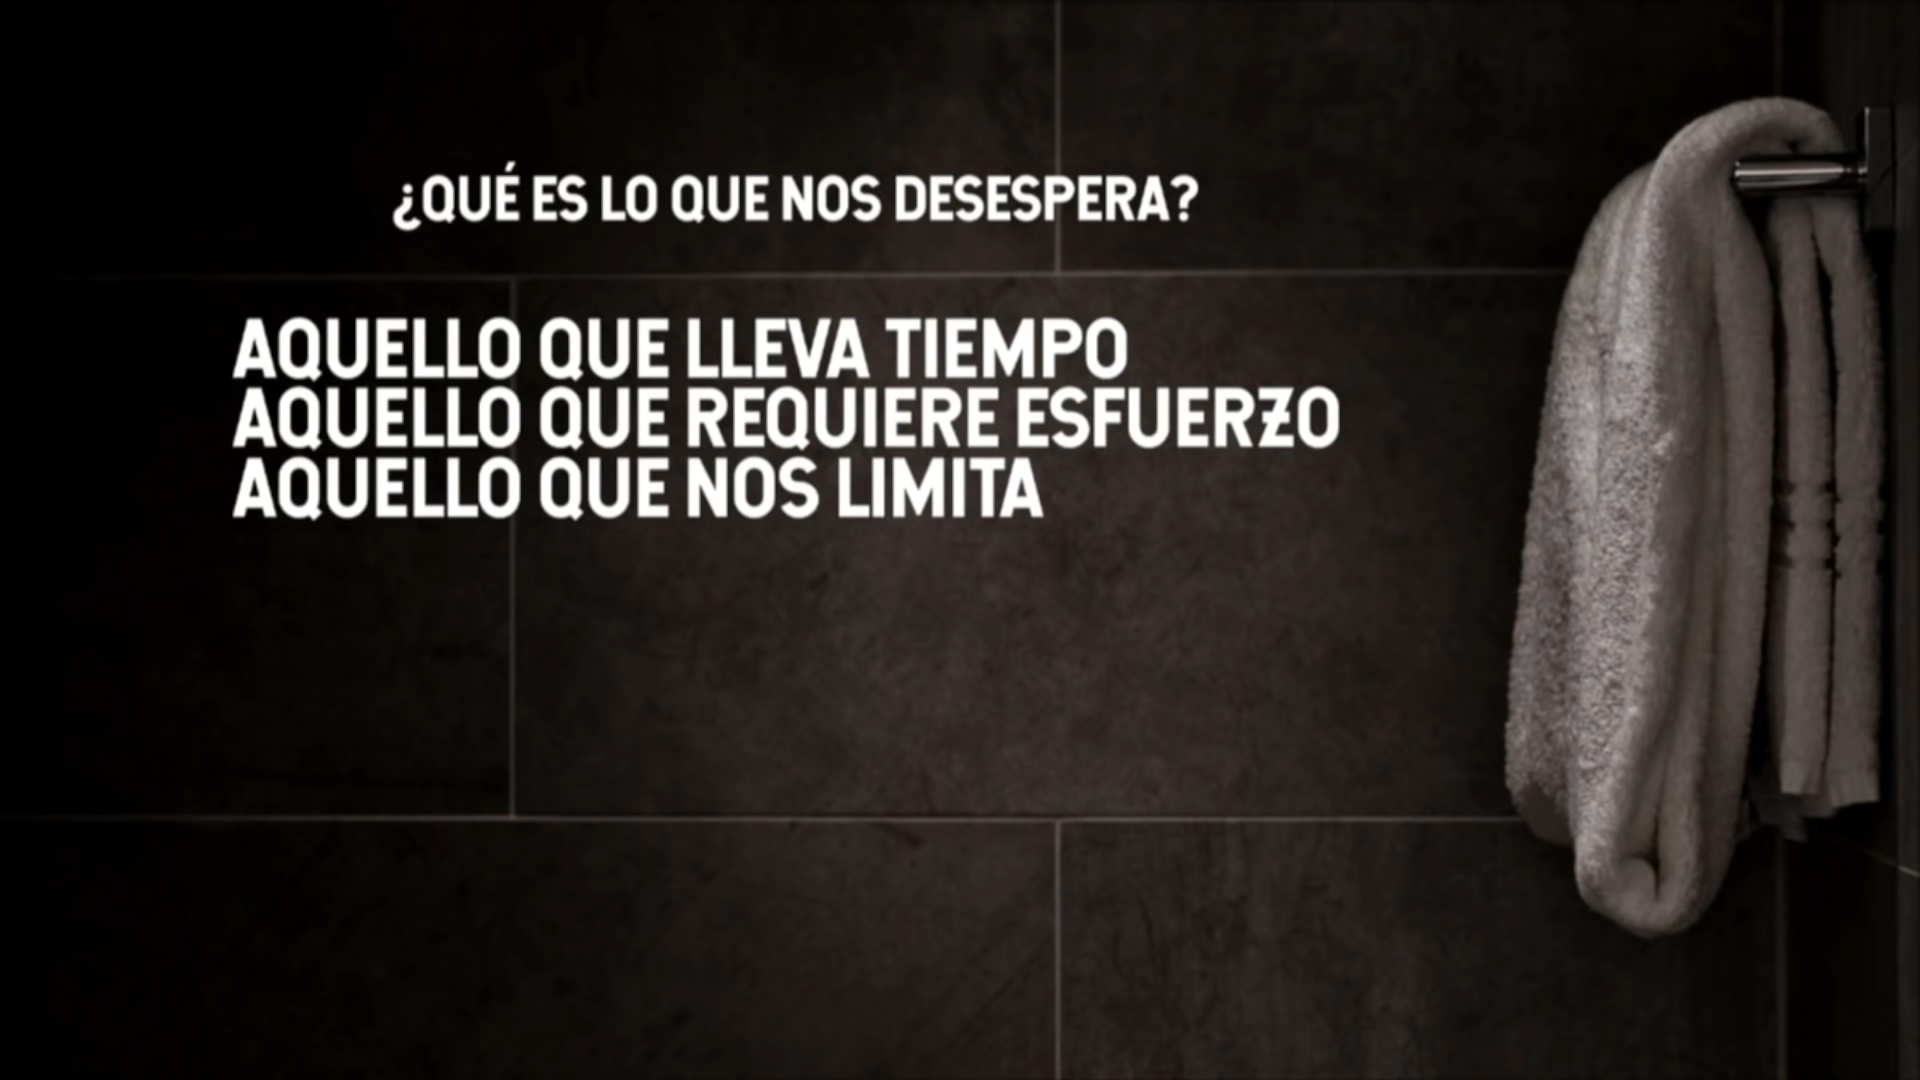 ¿QUÉ ES LO QUE NOS DESESPERA?
AQUELLO QUE LLEVA TIEMPO
AQUELLO QUE REQUIERE ESFUERZO
AQUELLO QUE NOS LIMITA